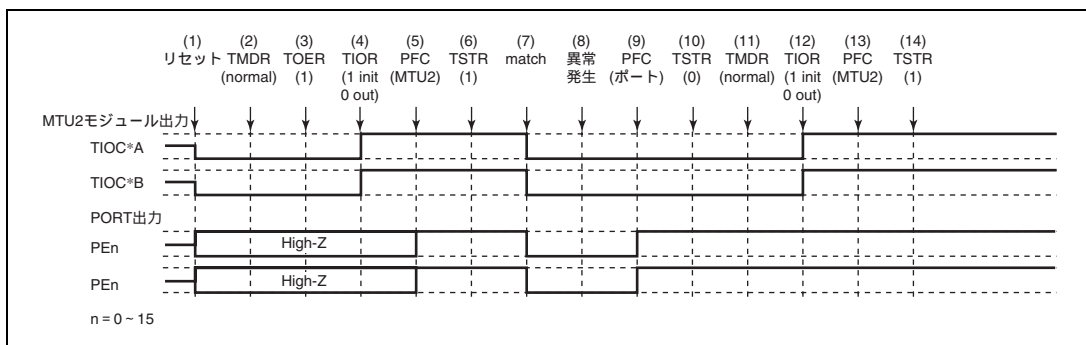 (1) (2) (3) (4) (5) (6) (7) (8) (9) (10) (11) (12) (13) (14)
リセット TMDR TOER TIOR PFC TSTR match 異常 PFC TSTR TMDR TIOR PFC TSTR
(normal) (1) (1 init (MTU2) (1) 発生 (ポート) (0) (normal) (1 init (MTU2) (1)
0 out) 0 out)
MTU2モジュール出力
TIOC*A
TIOC*B
PORT出力
PEn High-Z
PEn High-Z
n = 0 ~ 15